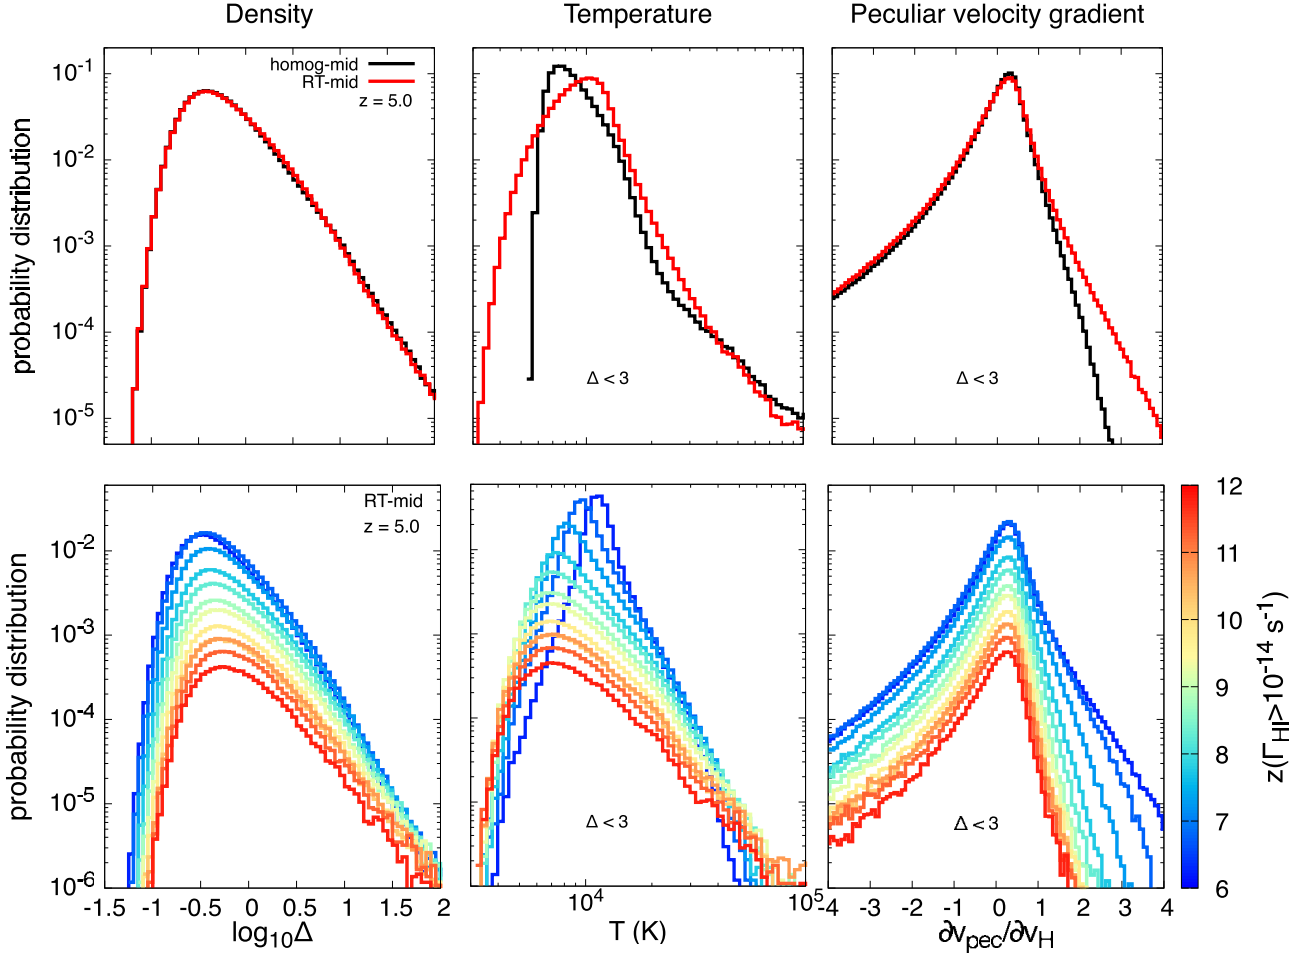 Density Temperature Peculiar velocity gradient
homog-mid
RT-mid
z = 5.0
Δ < 3
Δ < 3
10⁻¹
10⁻²
10⁻³
10⁻⁴
10⁻⁵
probability distribution
RT-mid
z = 5.0
Δ < 3
Δ < 3
10⁻²
10⁻³
10⁻⁴
10⁻⁵
10⁻⁶
probability distribution
-1.5 -1 -0.5 0 0.5 1 1.5 2
log₁₀Δ
10⁴ 10⁵
T (K)
-4 -3 -2 -1 0 1 2 3 4
∂v_pec/∂v_H
12
11
10
9
8
7
6
z(Γ_HI>10⁻¹⁴ s⁻¹)